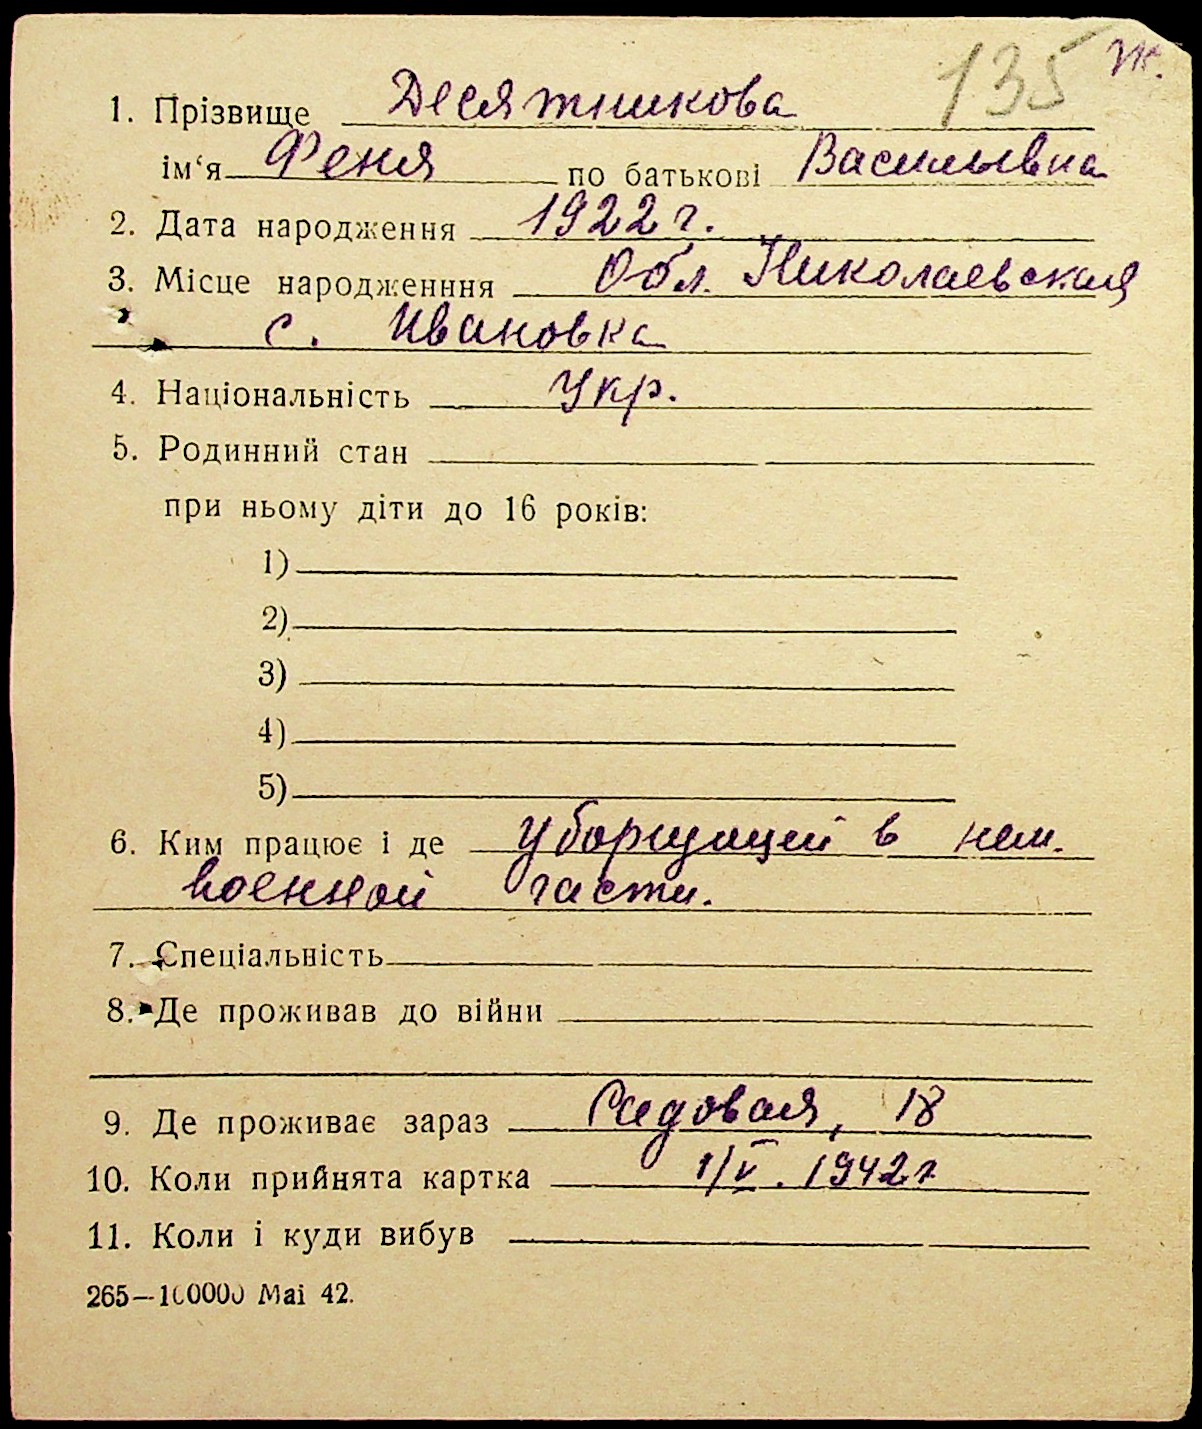 135 ж.
1. Прізвище Десятникова
ім‘я Феня по батькові Васильевна
2. Дата народження 1922 г.
3. Місце народженння Обл. Николаевская
с. Ивановка
4. Національність Укр.
5. Родинний стан
при ньому діти до 16 років:
1)
2)
3)
4)
5)
6. Ким працює і де уборщицей в нем.
военной части.
7. Спеціальність
8. Де проживав до війни
9. Де проживає зараз Садовая, 18
10. Коли прийнята картка 1/V. 1942 г
11. Коли і куди вибув
265—100000 Маі 42.